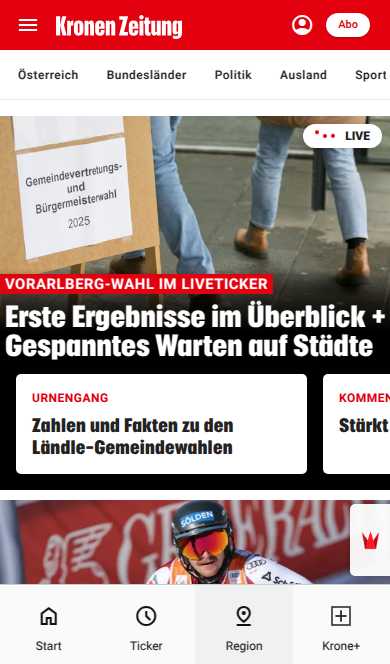 Kronen Zeitung
Abo
Österreich Bundesländer Politik Ausland Sport
LIVE
Gemeindevertretungs-
und
Bürgermeisterwahl
2025
VORARLBERG-WAHL IM LIVETICKER
Erste Ergebnisse im Überblick +
Gespanntes Warten auf Städte
URNENGANG
Zahlen und Fakten zu den
Ländle-Gemeindewahlen
KOMMEN
Stärkt
GENERAL
SÖLDEN
Start Ticker Region Krone+